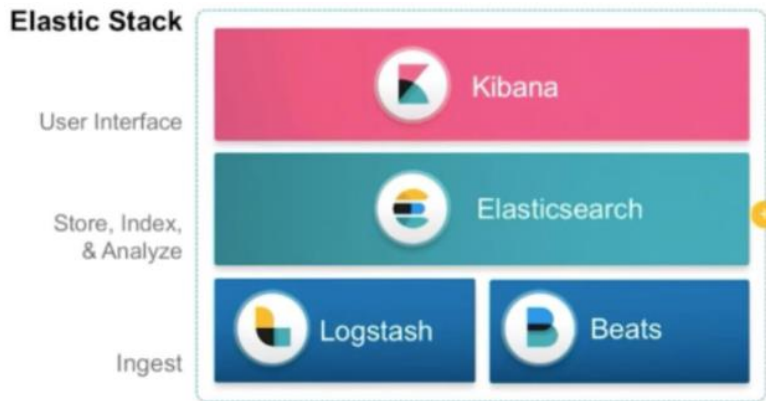 Elastic Stack
Kibana
User Interface
Elasticsearch
Store, Index,
& Analyze
Logstash
Beats
Ingest